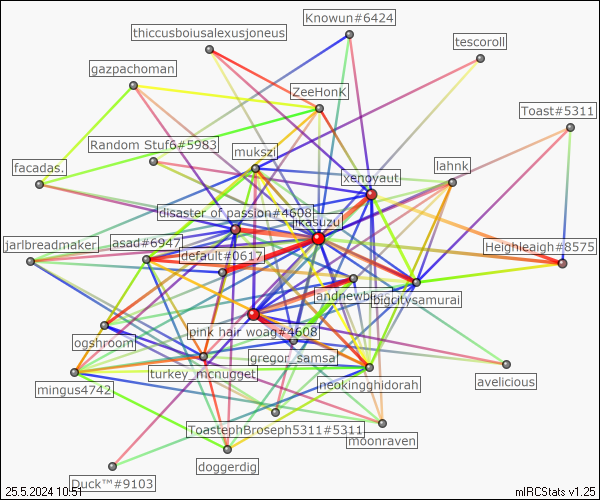 Knowun#6424
thiccusboiusalexusjoneus
tescoroll
gazpachoman
ZeeHonK
Toast#5311
Random Stuf6#5983
mukszi
facadas.
xenoyaut
lahnk
disaster of passion#4608
ikasuzu
jarlbreadmaker
asad#6947
Heighleaigh#8575
default#0617
bigcitysamurai
pink hair woag#4608
ogshroom
gregor_samsa
turkey_mcnugget
neokingghidorah
avelicious
mingus4742
ToastephBroseph5311#5311
moonraven
doggerdig
Duck™#9103
25.5.2024 10:51
mIRCStats v1.25